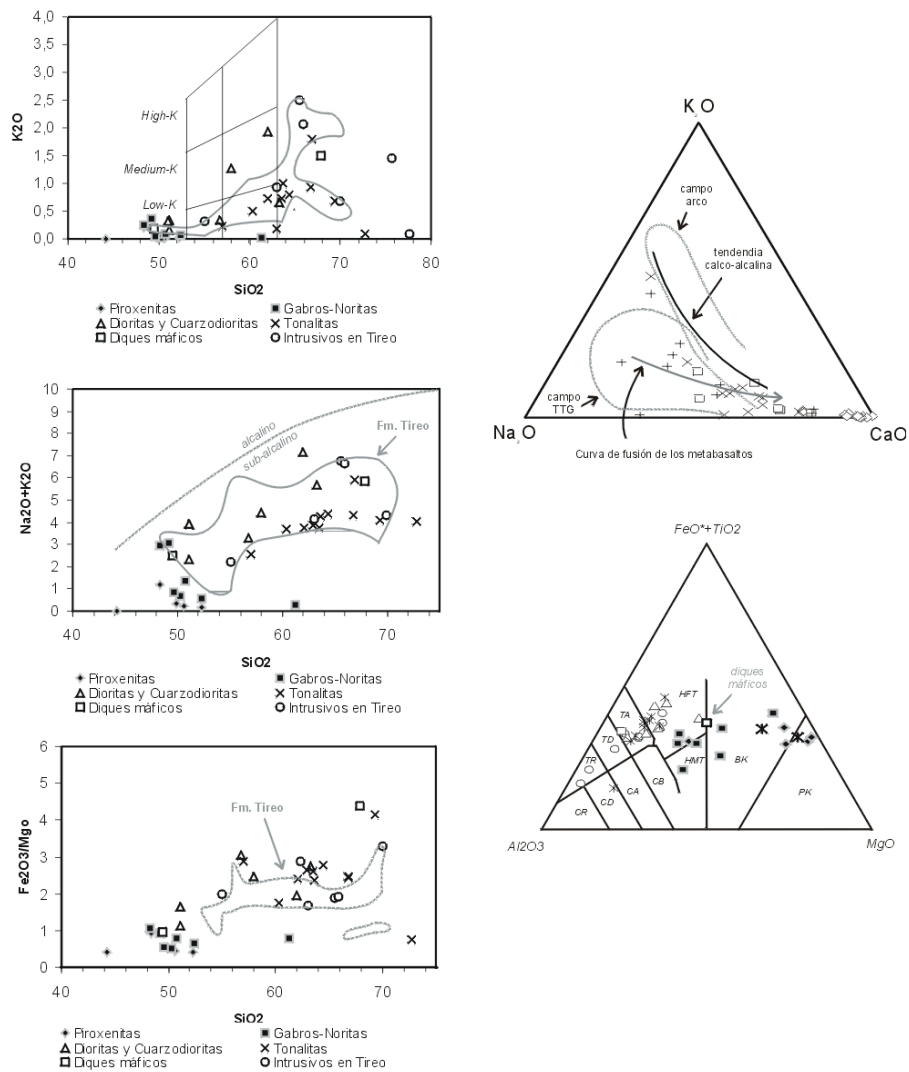 4,0
3,5
3,0
2,5
2,0
1,5
1,0
0,5
0,0
K2O
High-K
Medium-K
Low-K
40 50 60 70 80
SiO2
Piroxenitas Gabros-Noritas
Dioritas y Cuarzodioritas Tonalitas
Diques máficos Intrusivos en Tireo
10
9
8
7
6
5
4
3
2
1
0
Na2O+K2O
alcalino
sub-alcalino
Fm. Tireo
40 50 60 70
SiO2
Piroxenitas Gabros-Noritas
Dioritas y Cuarzodioritas Tonalitas
Diques máficos Intrusivos en Tireo
6
5
4
3
2
1
0
Fe2O3/Mgo
Fm. Tireo
40 50 60 70
SiO2
Piroxenitas Gabros-Noritas
Dioritas y Cuarzodioritas Tonalitas
Diques máficos Intrusivos en Tireo
K2O
campo
arco
tendendia
calco-alcalina
campo
TTG
Na2O CaO
Curva de fusión de los metabasaltos
FeO*+TiO2
diques
máficos
HFT
TA
TD
TR
HMT
BK
PK
CB
CA
CD
CR
Al2O3 MgO